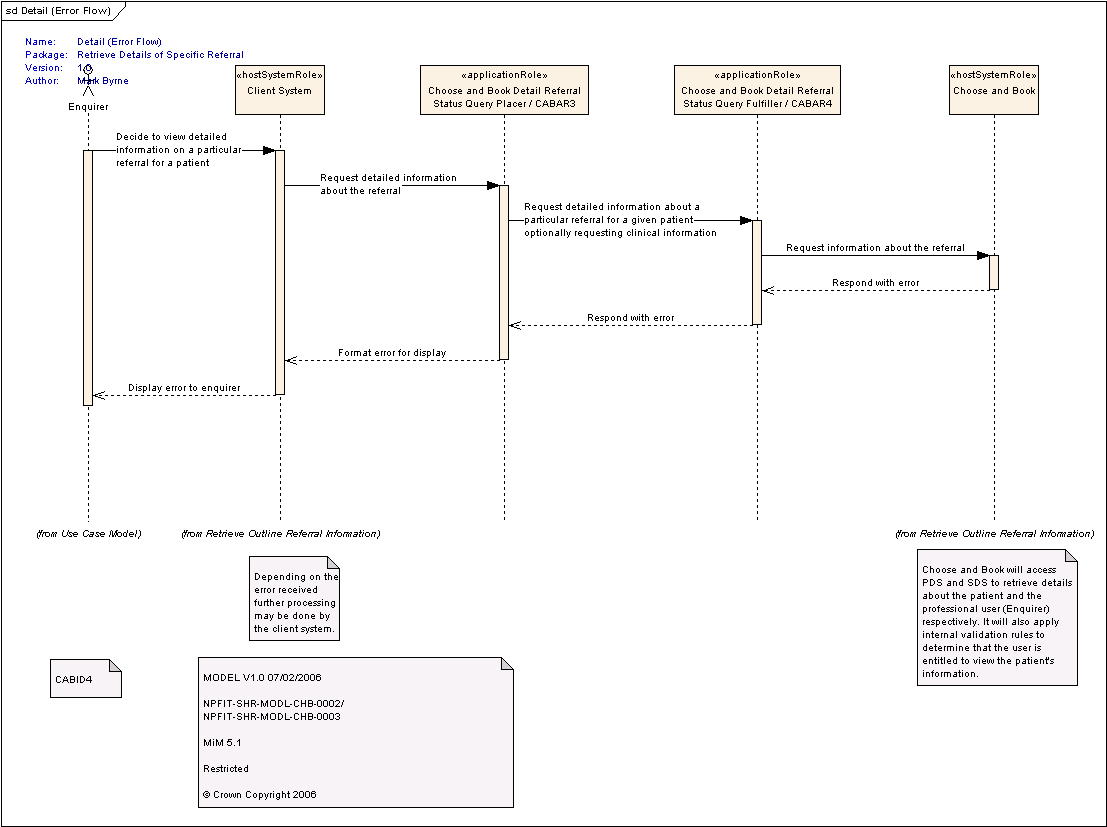 sd Detail (Error Flow)
Name: Detail (Error Flow)
Package: Retrieve Details of Specific Referral
Version: 1.0
Author: Mark Byrne
Enquirer
«hostSystemRole»
Client System
«applicationRole»
Choose and Book Detail Referral
Status Query Placer / CABAR3
«applicationRole»
Choose and Book Detail Referral
Status Query Fulfiller / CABAR4
«hostSystemRole»
Choose and Book
Decide to view detailed
information on a particular
referral for a patient
Request detailed information
about the referral
Request detailed information about a
particular referral for a given patient
optionally requesting clinical information
Request information about the referral
Respond with error
Respond with error
Format error for display
Display error to enquirer
(from Use Case Model)
(from Retrieve Outline Referral Information)
(from Retrieve Outline Referral Information)
Depending on the
error received
further processing
may be done by
the client system.
Choose and Book will access
PDS and SDS to retrieve details
about the patient and the
professional user (Enquirer)
respectively. It will also apply
internal validation rules to
determine that the user is
entitled to view the patient's
information.
CABID4
MODEL V1.0 07/02/2006
NPFIT-SHR-MODL-CHB-0002/
NPFIT-SHR-MODL-CHB-0003
MiM 5.1
Restricted
© Crown Copyright 2006